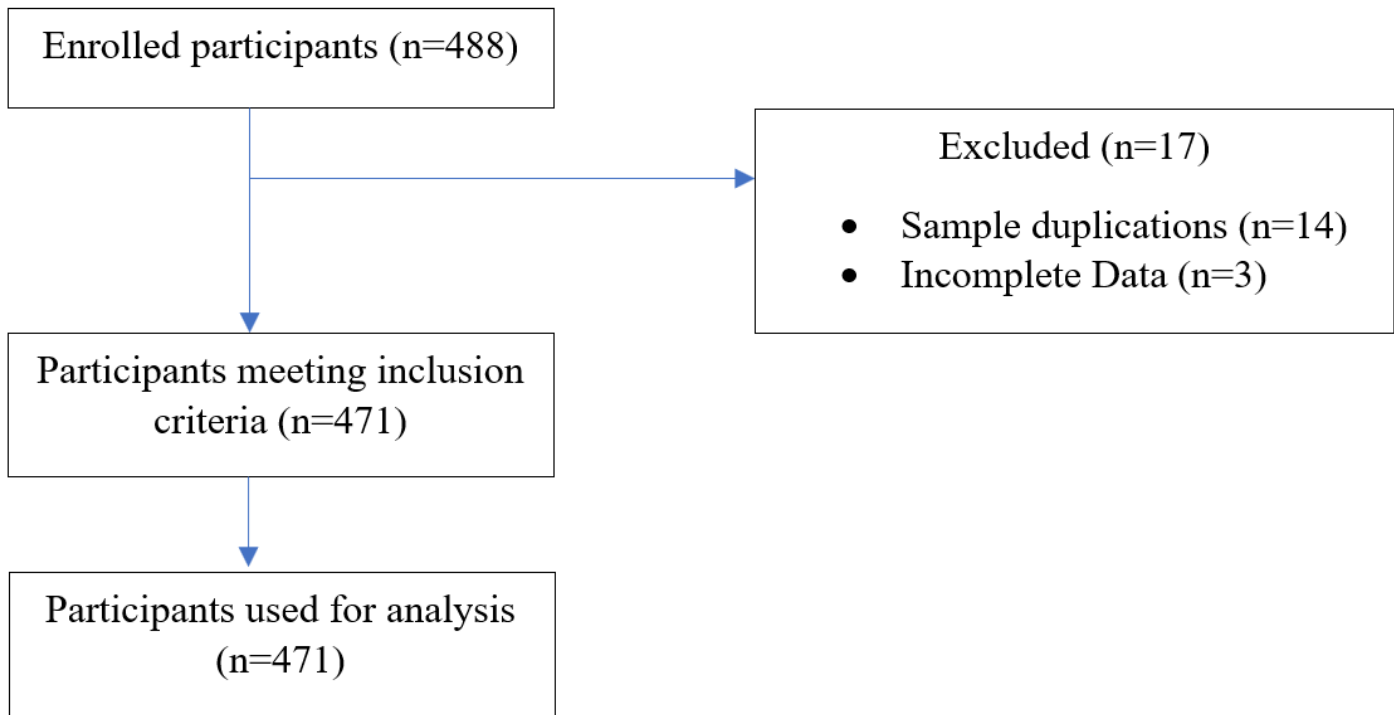 Enrolled participants (n=488)
Excluded (n=17)
• Sample duplications (n=14)
• Incomplete Data (n=3)
Participants meeting inclusion
criteria (n=471)
Participants used for analysis
(n=471)